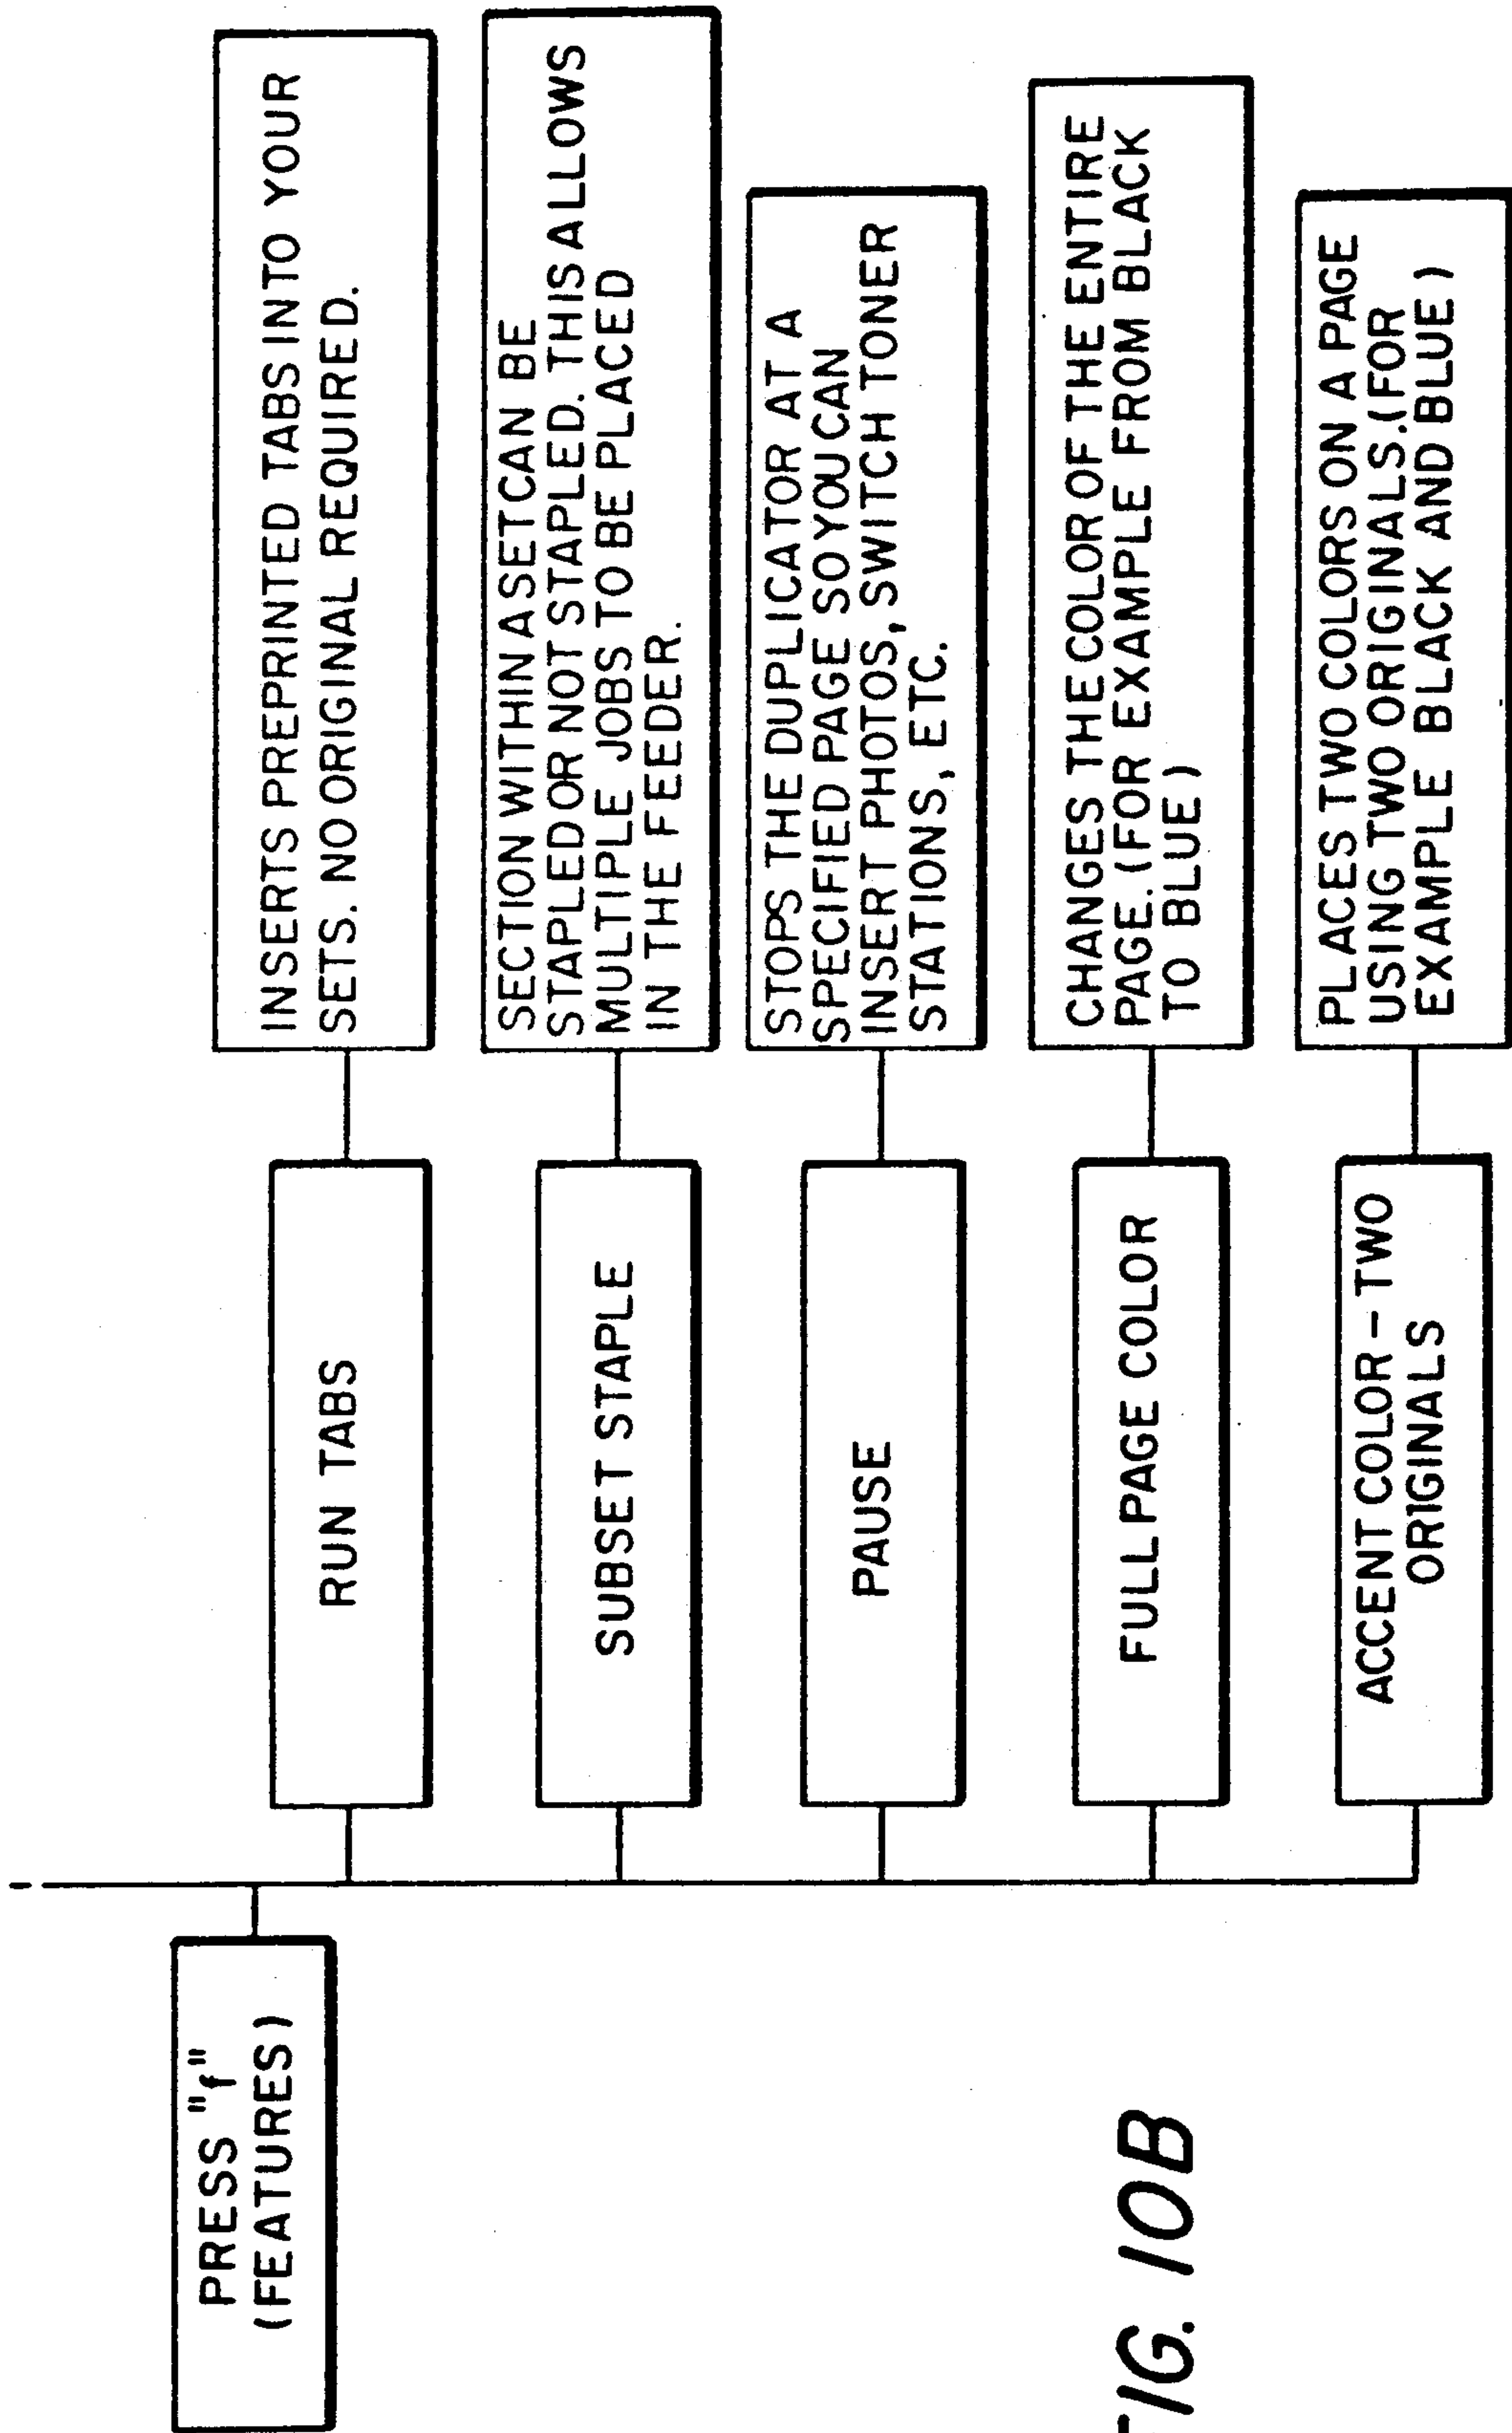 PRESS "f"
(FEATURES)
RUN TABS
INSERTS PREPRINTED TABS INTO YOUR
SETS. NO ORIGINAL REQUIRED.
SUBSET STAPLE
SECTION WITHIN A SET CAN BE
STAPLED OR NOT STAPLED. THIS ALLOWS
MULTIPLE JOBS TO BE PLACED
IN THE FEEDER.
PAUSE
STOPS THE DUPLICATOR AT A
SPECIFIED PAGE SO YOU CAN
INSERT PHOTOS, SWITCH TONER
STATIONS, ETC.
FULL PAGE COLOR
CHANGES THE COLOR OF THE ENTIRE
PAGE. (FOR EXAMPLE FROM BLACK
TO BLUE)
ACCENT COLOR - TWO
ORIGINALS
PLACES TWO COLORS ON A PAGE
USING TWO ORIGINALS. (FOR
EXAMPLE BLACK AND BLUE)
FIG. 10B